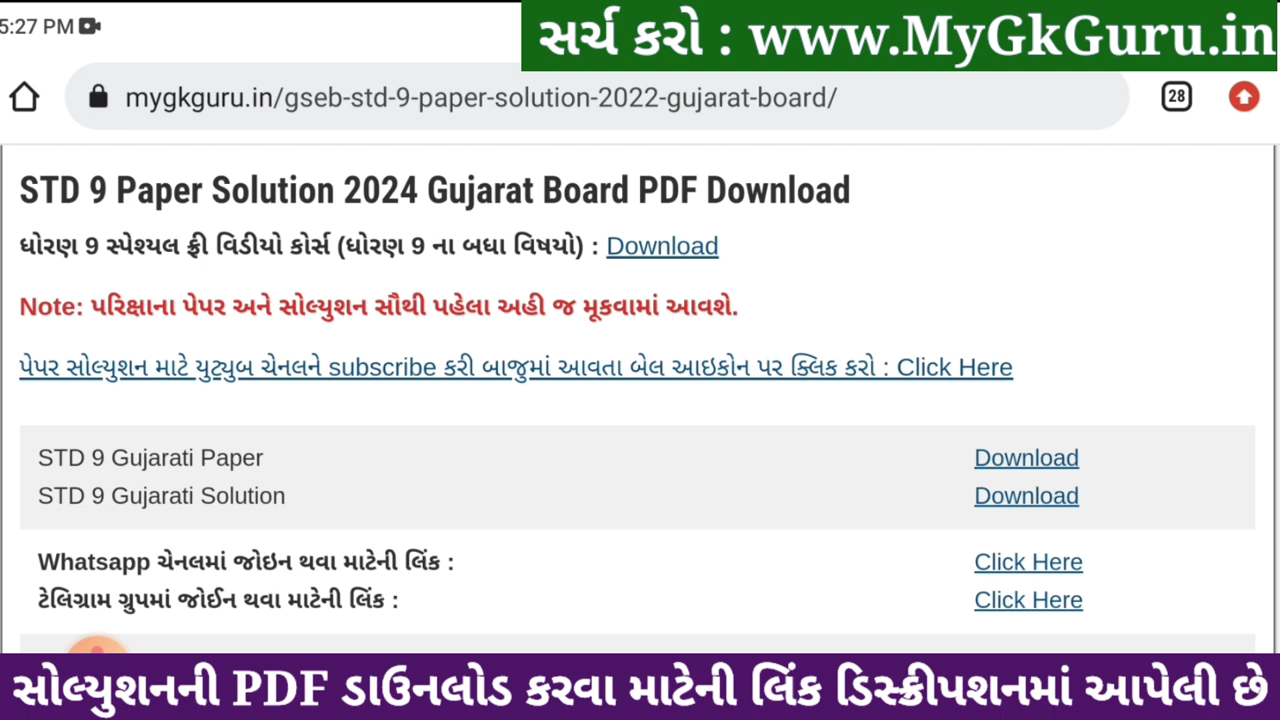 5:27 PM
સર્ચ કરો : www.MyGkGuru.in
mygkguru.in/gseb-std-9-paper-solution-2022-gujarat-board/
28
STD 9 Paper Solution 2024 Gujarat Board PDF Download
ધોરણ 9 સ્પેશ્યલ ફ્રી વિડીયો કોર્સ (ધોરણ 9 ના બધા વિષયો) : Download
Note: પરિક્ષાના પેપર અને સોલ્યુશન સૌથી પહેલા અહી જ મૂકવામાં આવશે.
પેપર સોલ્યુશન માટે યુટ્યુબ ચેનલને subscribe કરી બાજુમાં આવતા બેલ આઇકોન પર ક્લિક કરો : Click Here
STD 9 Gujarati Paper Download
STD 9 Gujarati Solution Download
Whatsapp ચેનલમાં જોઇન થવા માટેની લિંક : Click Here
ટેલિગ્રામ ગ્રુપમાં જોઈન થવા માટેની લિંક : Click Here
સોલ્યુશનની PDF ડાઉનલોડ કરવા માટેની લિંક ડિસ્ક્રીપશનમાં આપેલી છે